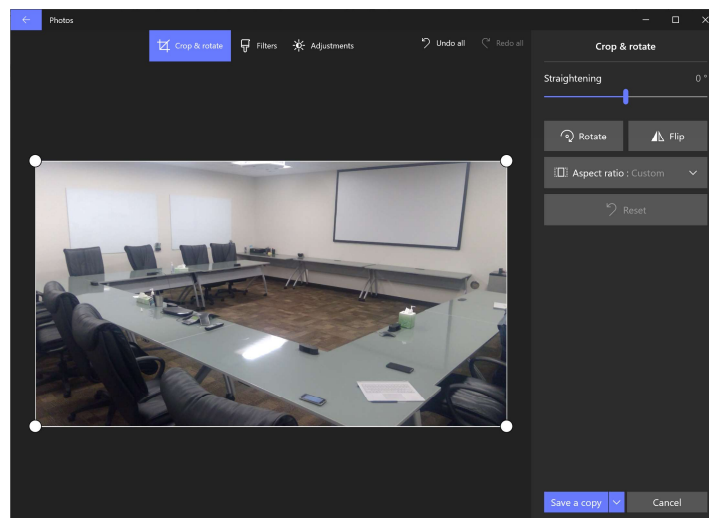 Photos
Crop & rotate
Filters
Adjustments
Undo all
Redo all
Crop & rotate
Straightening 0 °
Rotate
Flip
Aspect ratio : Custom
Reset
Save a copy
Cancel